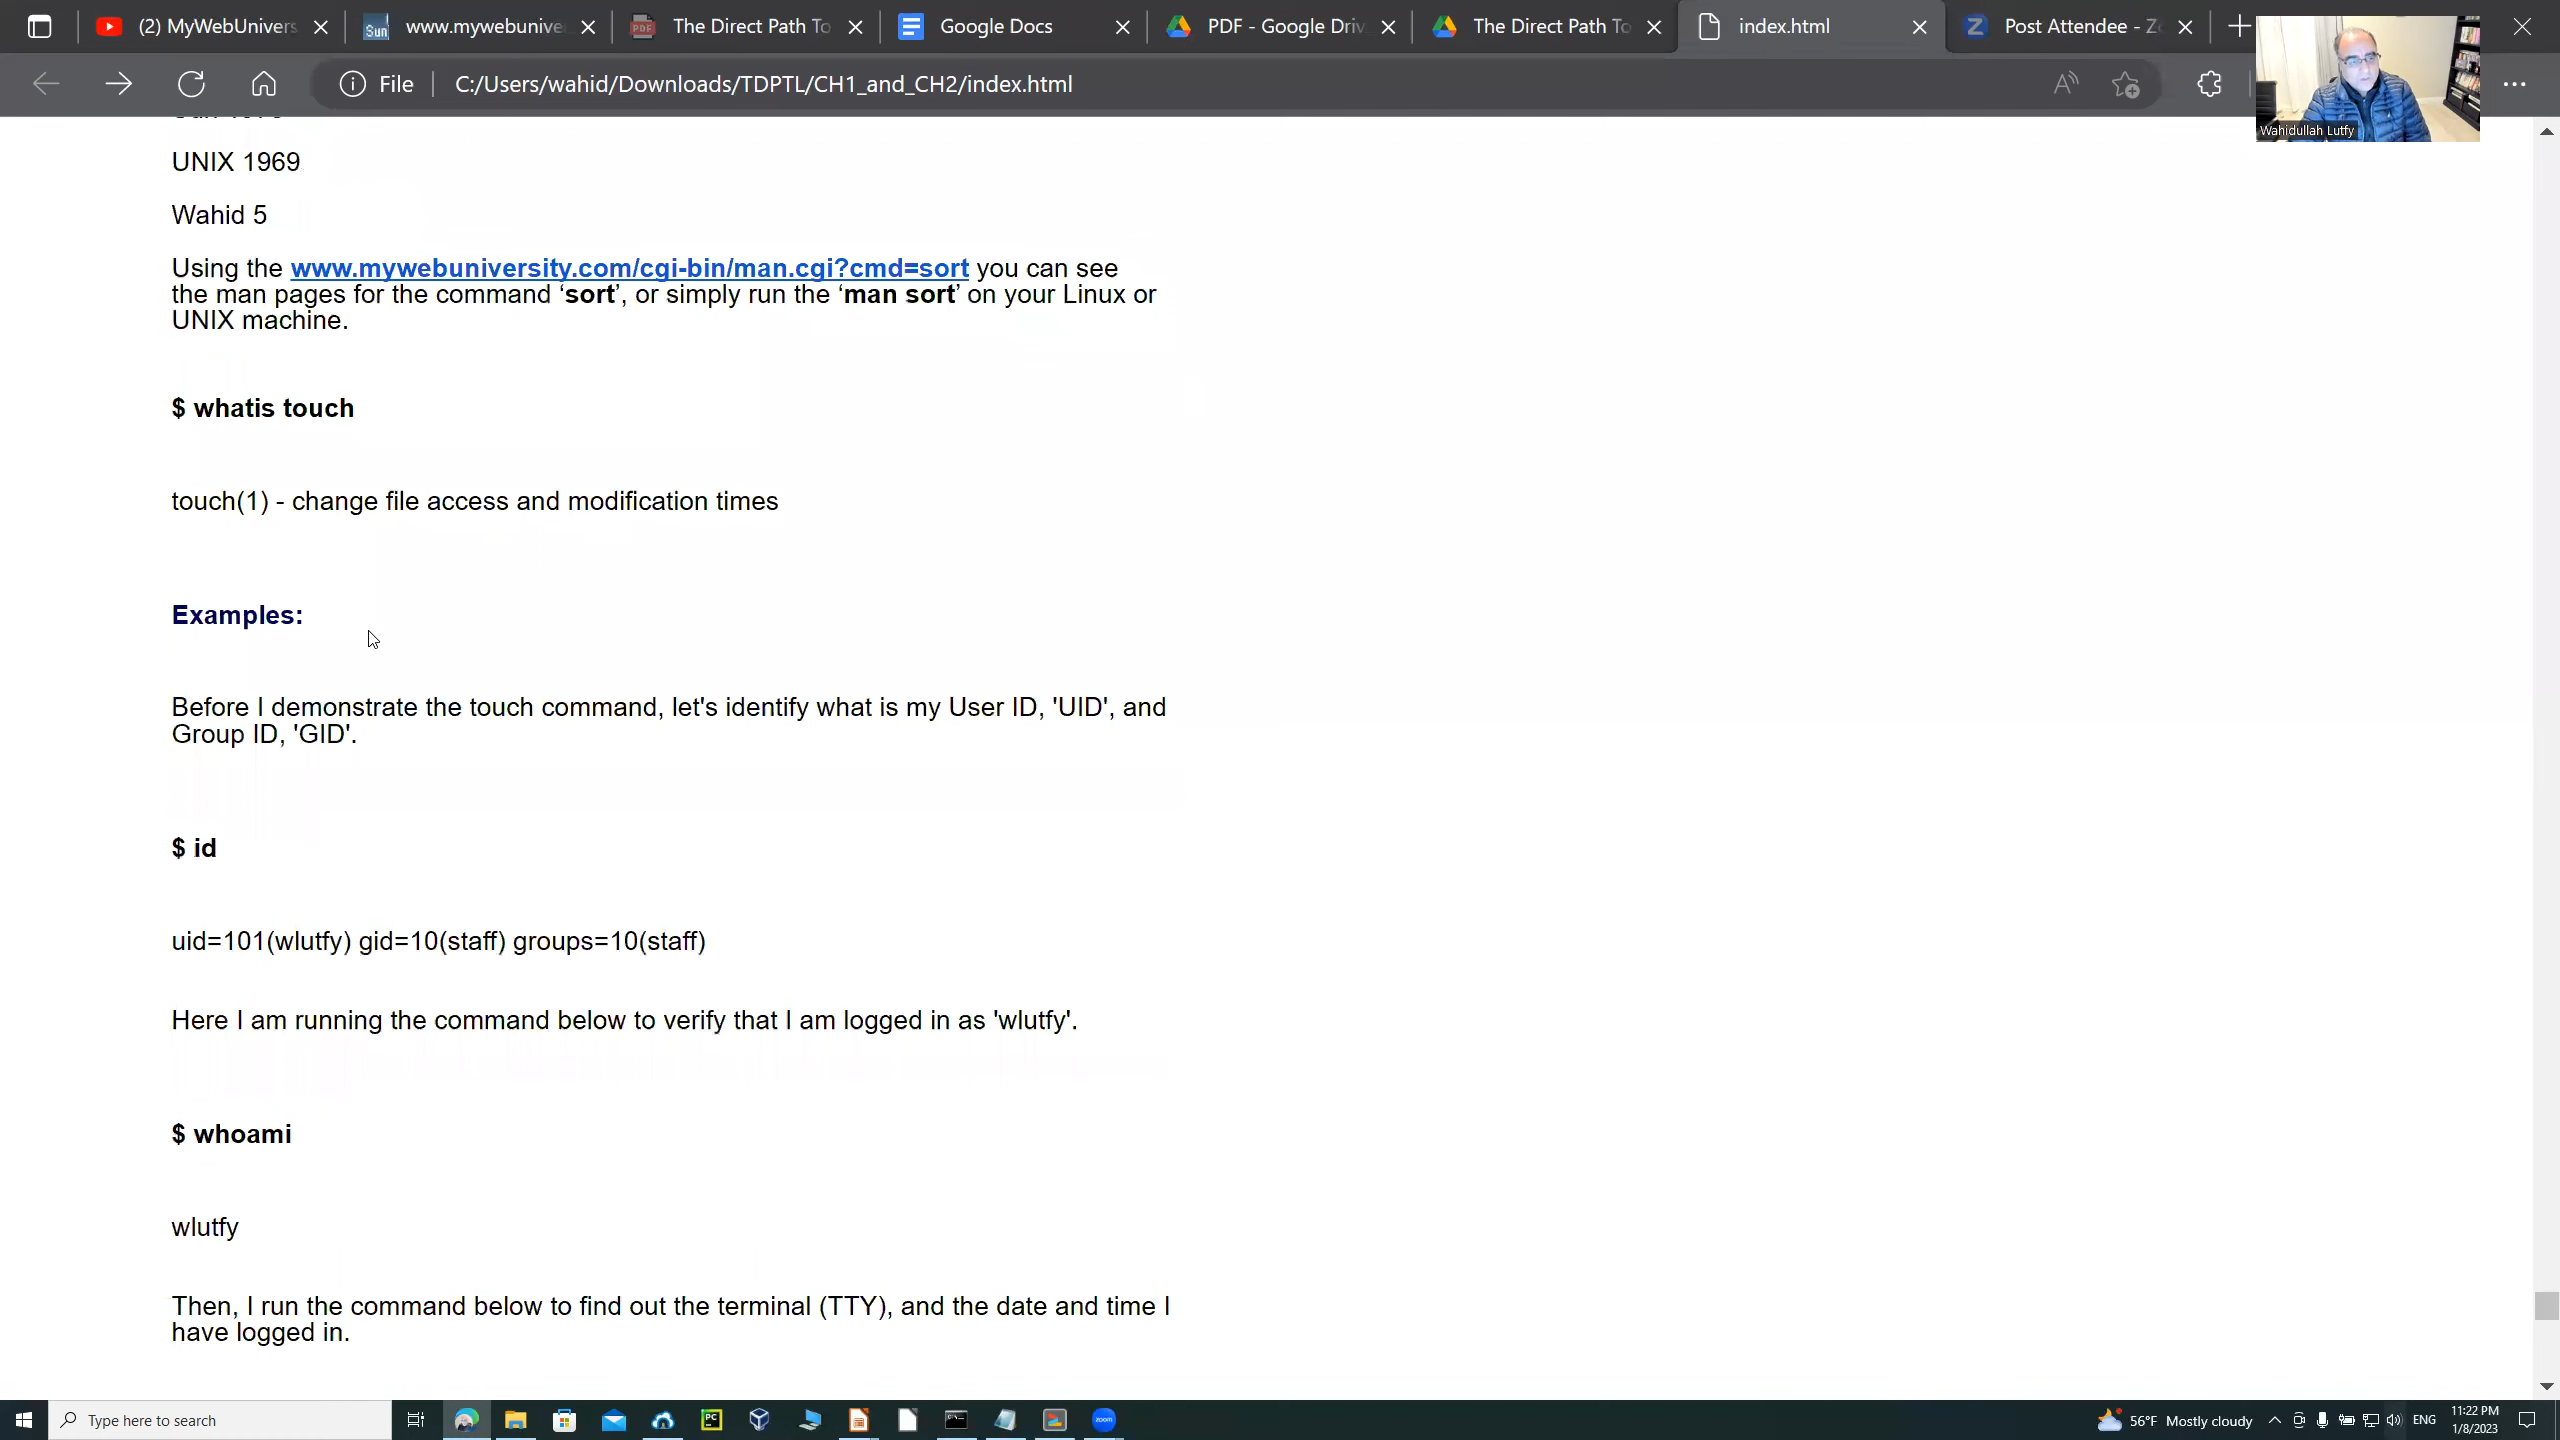 (2) MyWebUnivers
www.mywebunive
The Direct Path To
Google Docs
PDF - Google Driv
The Direct Path To
index.html
Post Attendee - Zo
File
C:/Users/wahid/Downloads/TDPTL/CH1_and_CH2/index.html
Wahidullah Lutfy
UNIX 1969
Wahid 5
Using the www.mywebuniversity.com/cgi-bin/man.cgi?cmd=sort you can see
the man pages for the command ‘sort’, or simply run the ‘man sort’ on your Linux or
UNIX machine.
$ whatis touch
touch(1) - change file access and modification times
Examples:
Before I demonstrate the touch command, let's identify what is my User ID, 'UID', and
Group ID, 'GID'.
$ id
uid=101(wlutfy) gid=10(staff) groups=10(staff)
Here I am running the command below to verify that I am logged in as 'wlutfy'.
$ whoami
wlutfy
Then, I run the command below to find out the terminal (TTY), and the date and time I
have logged in.
Type here to search
56°F Mostly cloudy
ENG
11:22 PM
1/8/2023